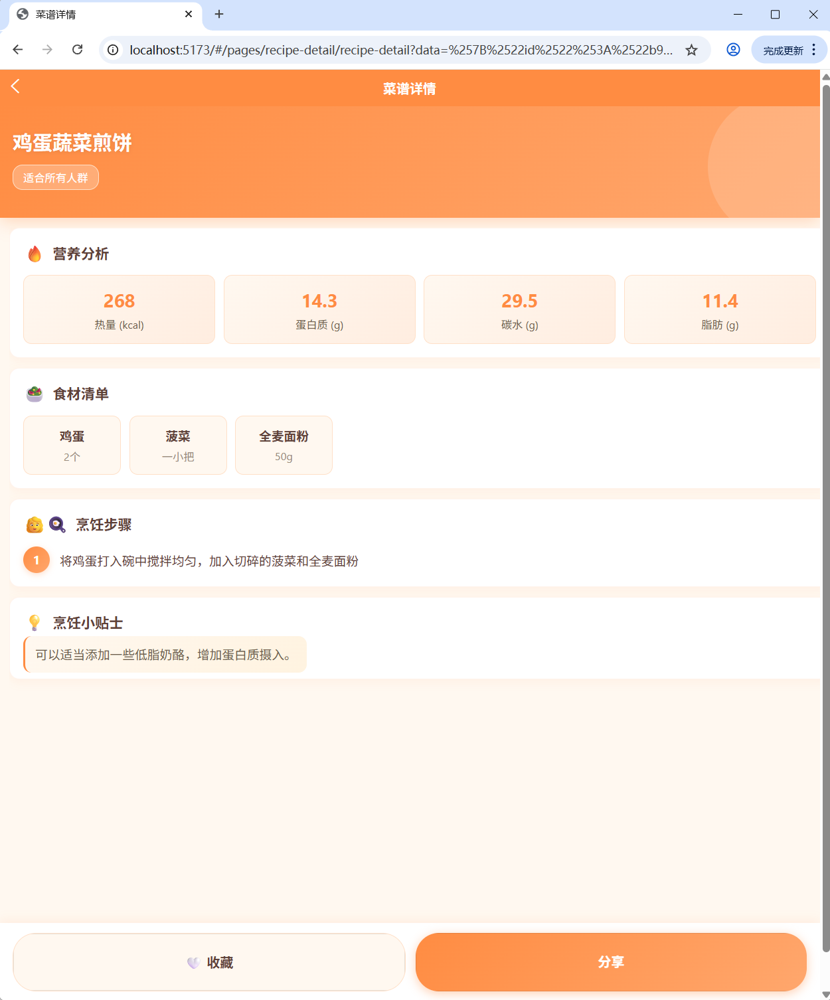 菜谱详情
localhost:5173/#/pages/recipe-detail/recipe-detail?data=%257B%2522id%2522%253A%2522b9...
完成更新
菜谱详情
鸡蛋蔬菜煎饼
适合所有人群
营养分析
268
热量 (kcal)
14.3
蛋白质 (g)
29.5
碳水 (g)
11.4
脂肪 (g)
食材清单
鸡蛋
2个
菠菜
一小把
全麦面粉
50g
烹饪步骤
1 将鸡蛋打入碗中搅拌均匀，加入切碎的菠菜和全麦面粉
烹饪小贴士
可以适当添加一些低脂奶酪，增加蛋白质摄入。
收藏
分享